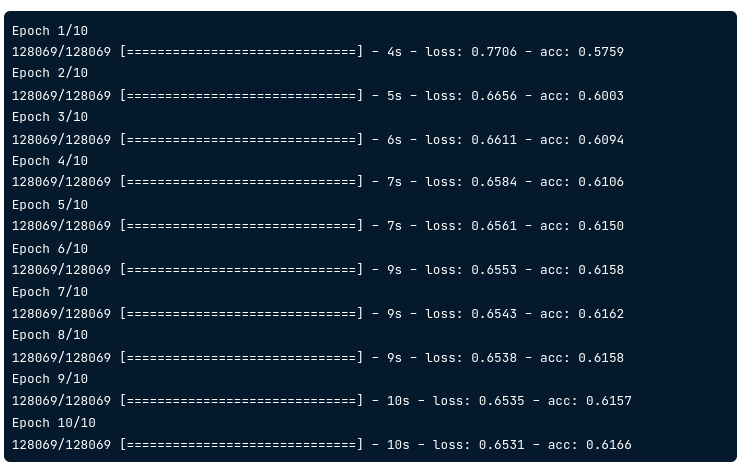 Epoch 1/10
128069/128069 [==============================] - 4s - loss: 0.7706 - acc: 0.5759
Epoch 2/10
128069/128069 [==============================] - 5s - loss: 0.6656 - acc: 0.6003
Epoch 3/10
128069/128069 [==============================] - 6s - loss: 0.6611 - acc: 0.6094
Epoch 4/10
128069/128069 [==============================] - 7s - loss: 0.6584 - acc: 0.6106
Epoch 5/10
128069/128069 [==============================] - 7s - loss: 0.6561 - acc: 0.6150
Epoch 6/10
128069/128069 [==============================] - 9s - loss: 0.6553 - acc: 0.6158
Epoch 7/10
128069/128069 [==============================] - 9s - loss: 0.6543 - acc: 0.6162
Epoch 8/10
128069/128069 [==============================] - 9s - loss: 0.6538 - acc: 0.6158
Epoch 9/10
128069/128069 [==============================] - 10s - loss: 0.6535 - acc: 0.6157
Epoch 10/10
128069/128069 [==============================] - 10s - loss: 0.6531 - acc: 0.6166